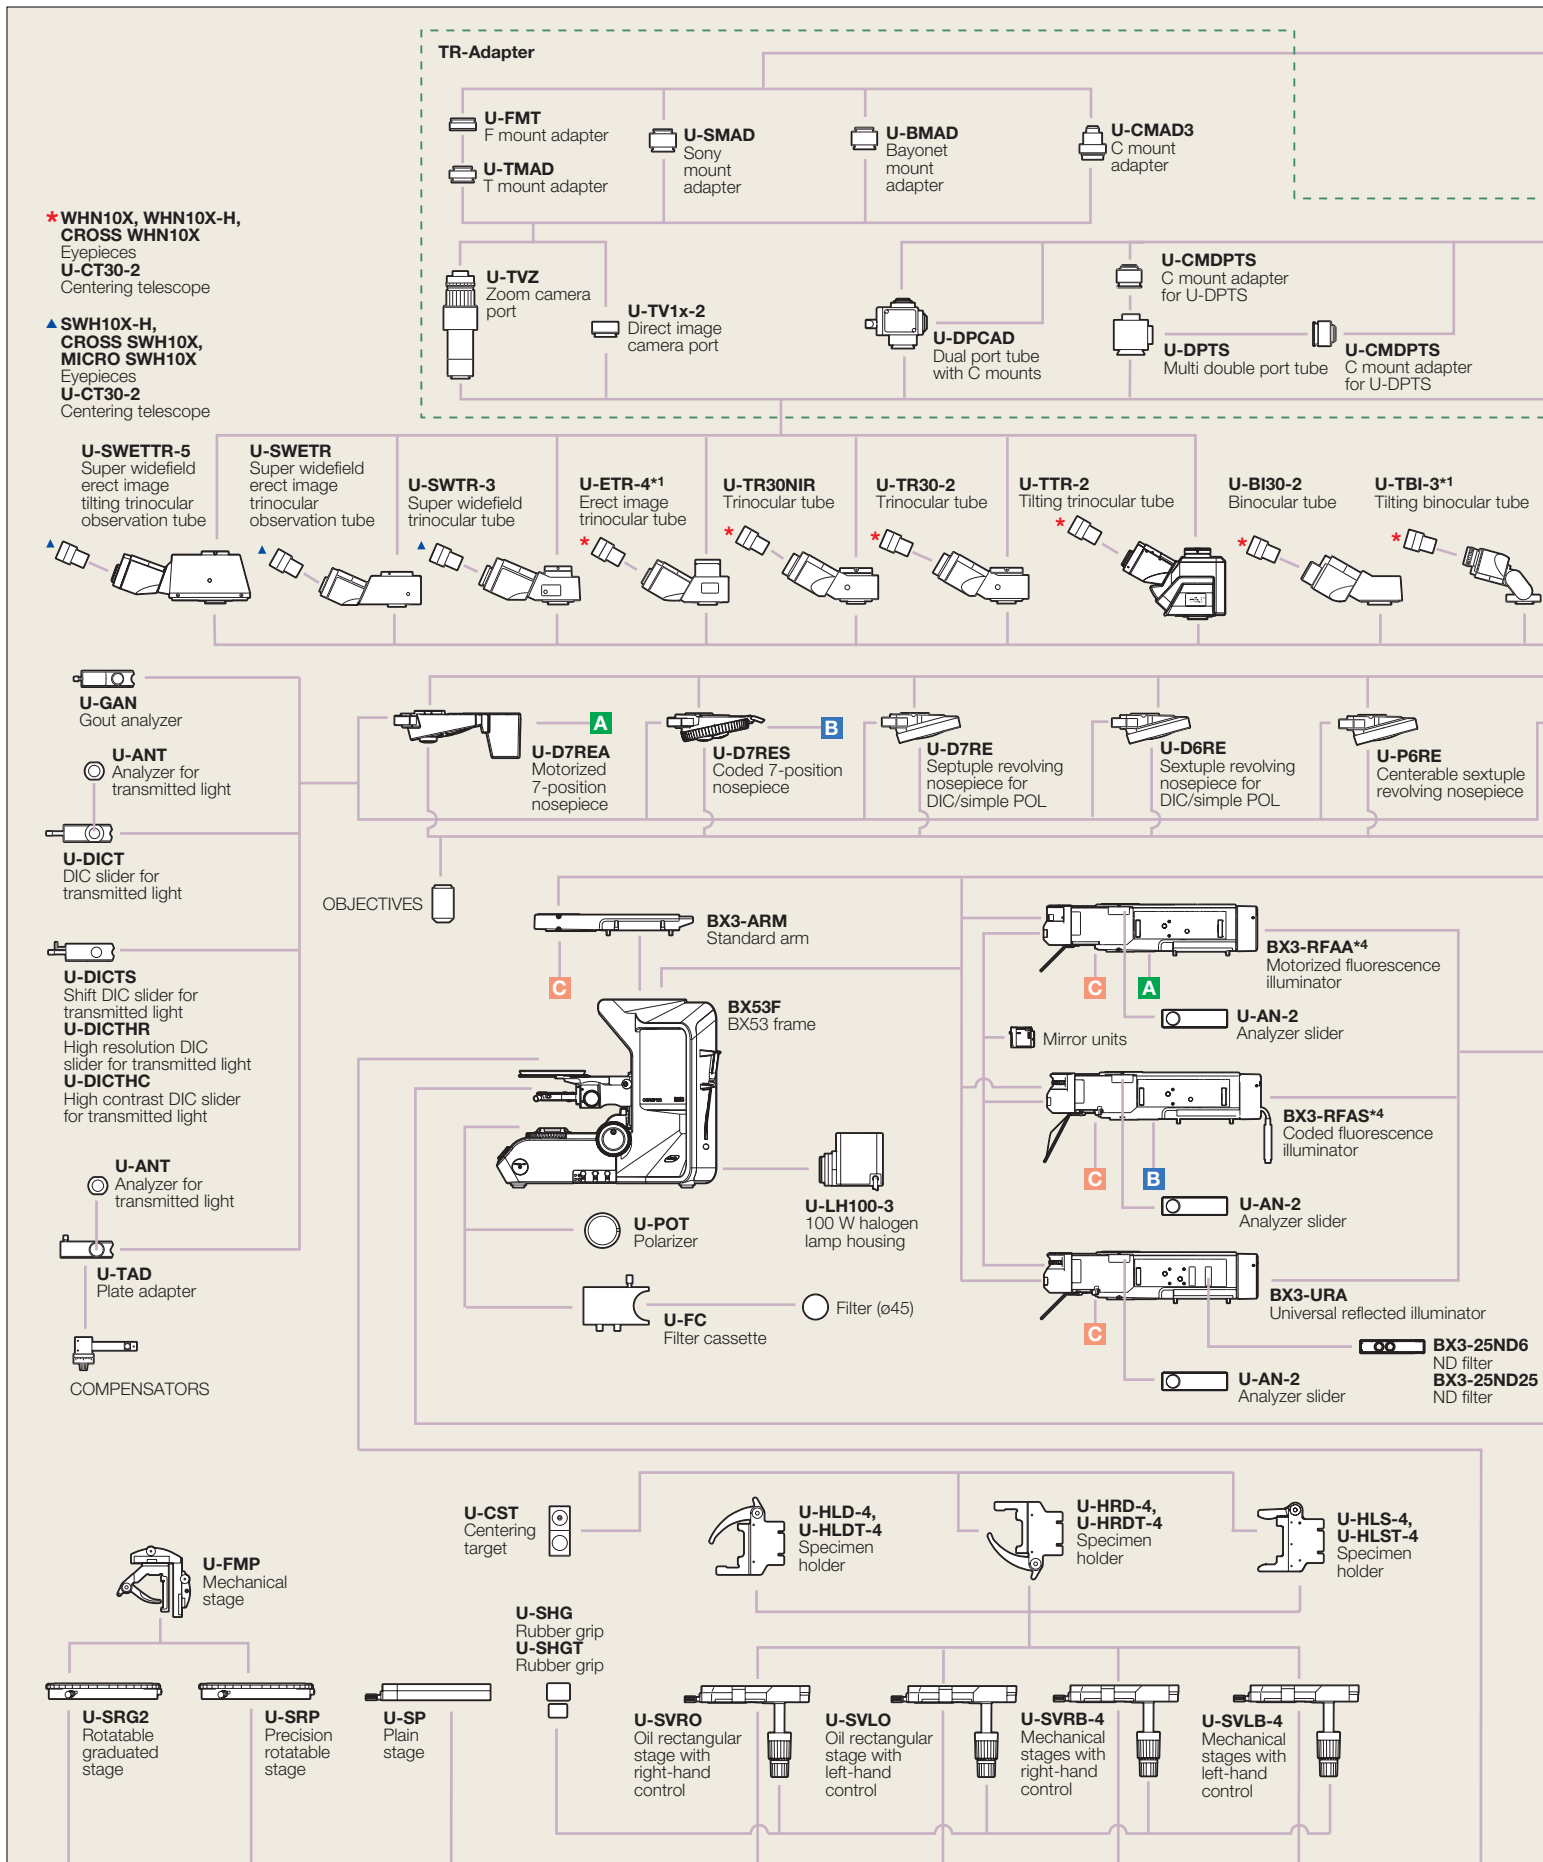 TR-Adapter
U-FMT
F mount adapter
U-TMAD
T mount adapter
U-SMAD
Sony
mount
adapter
U-BMAD
Bayonet
mount
adapter
U-CMAD3
C mount
adapter
* WHN10X, WHN10X-H,
CROSS WHN10X
Eyepieces
U-CT30-2
Centering telescope
▲ SWH10X-H,
CROSS SWH10X,
MICRO SWH10X
Eyepieces
U-CT30-2
Centering telescope
U-TVZ
Zoom camera
port
U-TV1x-2
Direct image
camera port
U-DPCAD
Dual port tube
with C mounts
U-CMDPTS
C mount adapter
for U-DPTS
U-DPTS
Multi double port tube
U-CMDPTS
C mount adapter
for U-DPTS
U-SWETTR-5
Super widefield
erect image
tilting trinocular
observation tube
▲
U-SWETR
Super widefield
erect image
trinocular
observation tube
▲
U-SWTR-3
Super widefield
trinocular tube
▲
U-ETR-4*1
Erect image
trinocular tube
*
U-TR30NIR
Trinocular tube
*
U-TR30-2
Trinocular tube
*
U-TTR-2
Tilting trinocular tube
*
U-BI30-2
Binocular tube
*
U-TBI-3*1
Tilting binocular tube
*
U-GAN
Gout analyzer
U-ANT
Analyzer for
transmitted light
U-DICT
DIC slider for
transmitted light
U-DICTS
Shift DIC slider for
transmitted light
U-DICTHR
High resolution DIC
slider for transmitted light
U-DICTHC
High contrast DIC slider
for transmitted light
U-ANT
Analyzer for
transmitted light
U-TAD
Plate adapter
COMPENSATORS
A
U-D7REA
Motorized
7-position
nosepiece
B
U-D7RES
Coded 7-position
nosepiece
U-D7RE
Septuple revolving
nosepiece for
DIC/simple POL
U-D6RE
Sextuple revolving
nosepiece for
DIC/simple POL
U-P6RE
Centerable sextuple
revolving nosepiece
OBJECTIVES
BX3-ARM
Standard arm
C
BX53F
BX53 frame
U-LH100-3
100 W halogen
lamp housing
U-POT
Polarizer
U-FC
Filter cassette
Filter (ø45)
BX3-RFAA*4
Motorized fluorescence
illuminator
C
A
U-AN-2
Analyzer slider
Mirror units
BX3-RFAS*4
Coded fluorescence
illuminator
C
B
U-AN-2
Analyzer slider
BX3-URA
Universal reflected illuminator
C
BX3-25ND6
ND filter
BX3-25ND25
ND filter
U-AN-2
Analyzer slider
U-CST
Centering
target
U-HLD-4,
U-HLDT-4
Specimen
holder
U-HRD-4,
U-HRDT-4
Specimen
holder
U-HLS-4,
U-HLST-4
Specimen
holder
U-FMP
Mechanical
stage
U-SHG
Rubber grip
U-SHGT
Rubber grip
U-SRG2
Rotatable
graduated
stage
U-SRP
Precision
rotatable
stage
U-SP
Plain
stage
U-SVRO
Oil rectangular
stage with
right-hand
control
U-SVLO
Oil rectangular
stage with
left-hand
control
U-SVRB-4
Mechanical
stages with
right-hand
control
U-SVLB-4
Mechanical
stages with
left-hand
control